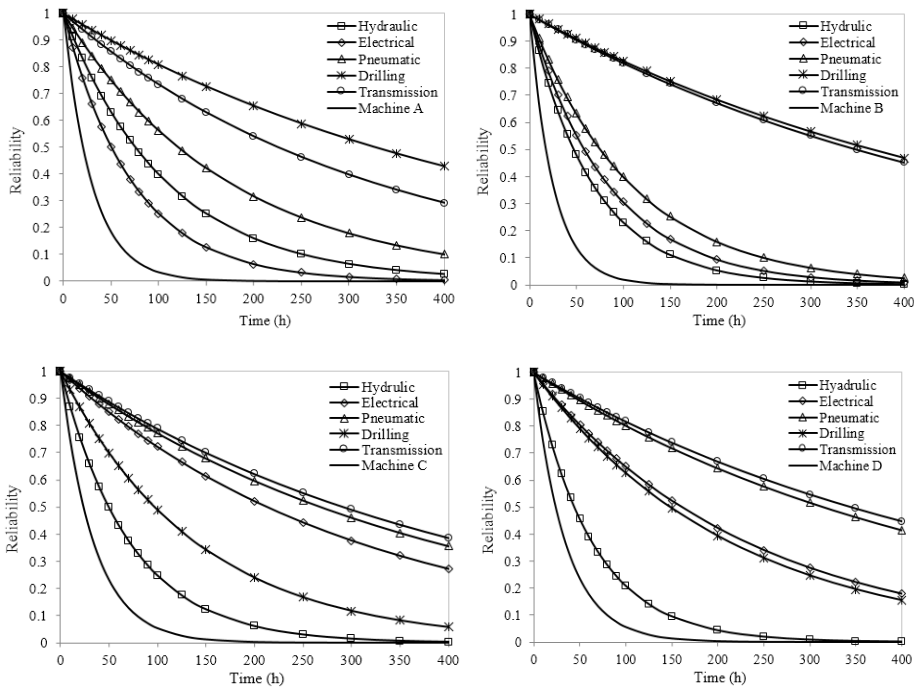 Reliability
1
0.9
0.8
0.7
0.6
0.5
0.4
0.3
0.2
0.1
0
0 50 100 150 200 250 300 350 400
Time (h)
Hydraulic
Electrical
Pneumatic
Drilling
Transmission
Machine A
Reliability
1
0.9
0.8
0.7
0.6
0.5
0.4
0.3
0.2
0.1
0
0 50 100 150 200 250 300 350 400
Time (h)
Hydrulic
Electrical
Pneumatic
Drilling
Transmission
Machine B
Reliability
1
0.9
0.8
0.7
0.6
0.5
0.4
0.3
0.2
0.1
0
0 50 100 150 200 250 300 350 400
Time (h)
Hydrulic
Electrical
Pneumatic
Drilling
Transmission
Machine C
Reliability
1
0.9
0.8
0.7
0.6
0.5
0.4
0.3
0.2
0.1
0
0 50 100 150 200 250 300 350 400
Time (h)
Hyadrulic
Electrical
Pneumatic
Drilling
Transmission
Machine D